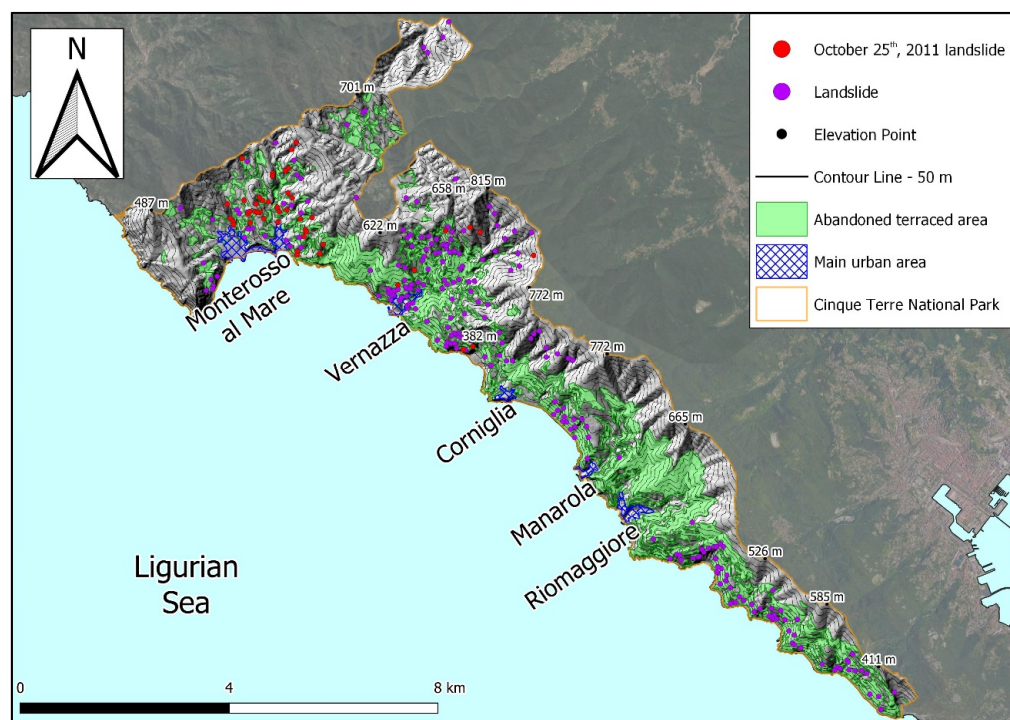 N
October 25th, 2011 landslide
Landslide
Elevation Point
Contour Line - 50 m
Abandoned terraced area
Main urban area
Cinque Terre National Park
701 m
487 m
658 m
815 m
622 m
772 m
382 m
772 m
665 m
526 m
585 m
411 m
Monterosso
al Mare
Vernazza
Corniglia
Manarola
Riomaggiore
Ligurian
Sea
0
4
8 km